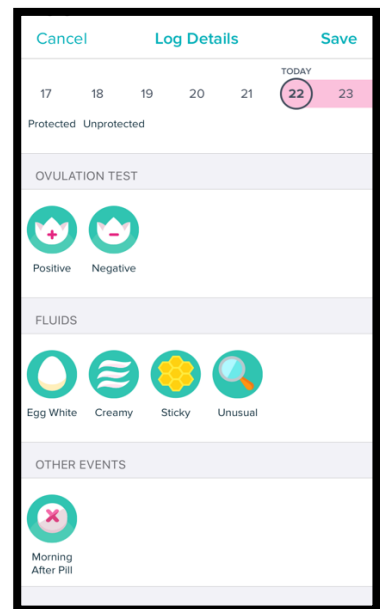 Cancel Log Details Save
TODAY
17 18 19 20 21 22 23
Protected Unprotected
OVULATION TEST
Positive Negative
FLUIDS
Egg White Creamy Sticky Unusual
OTHER EVENTS
Morning
After Pill